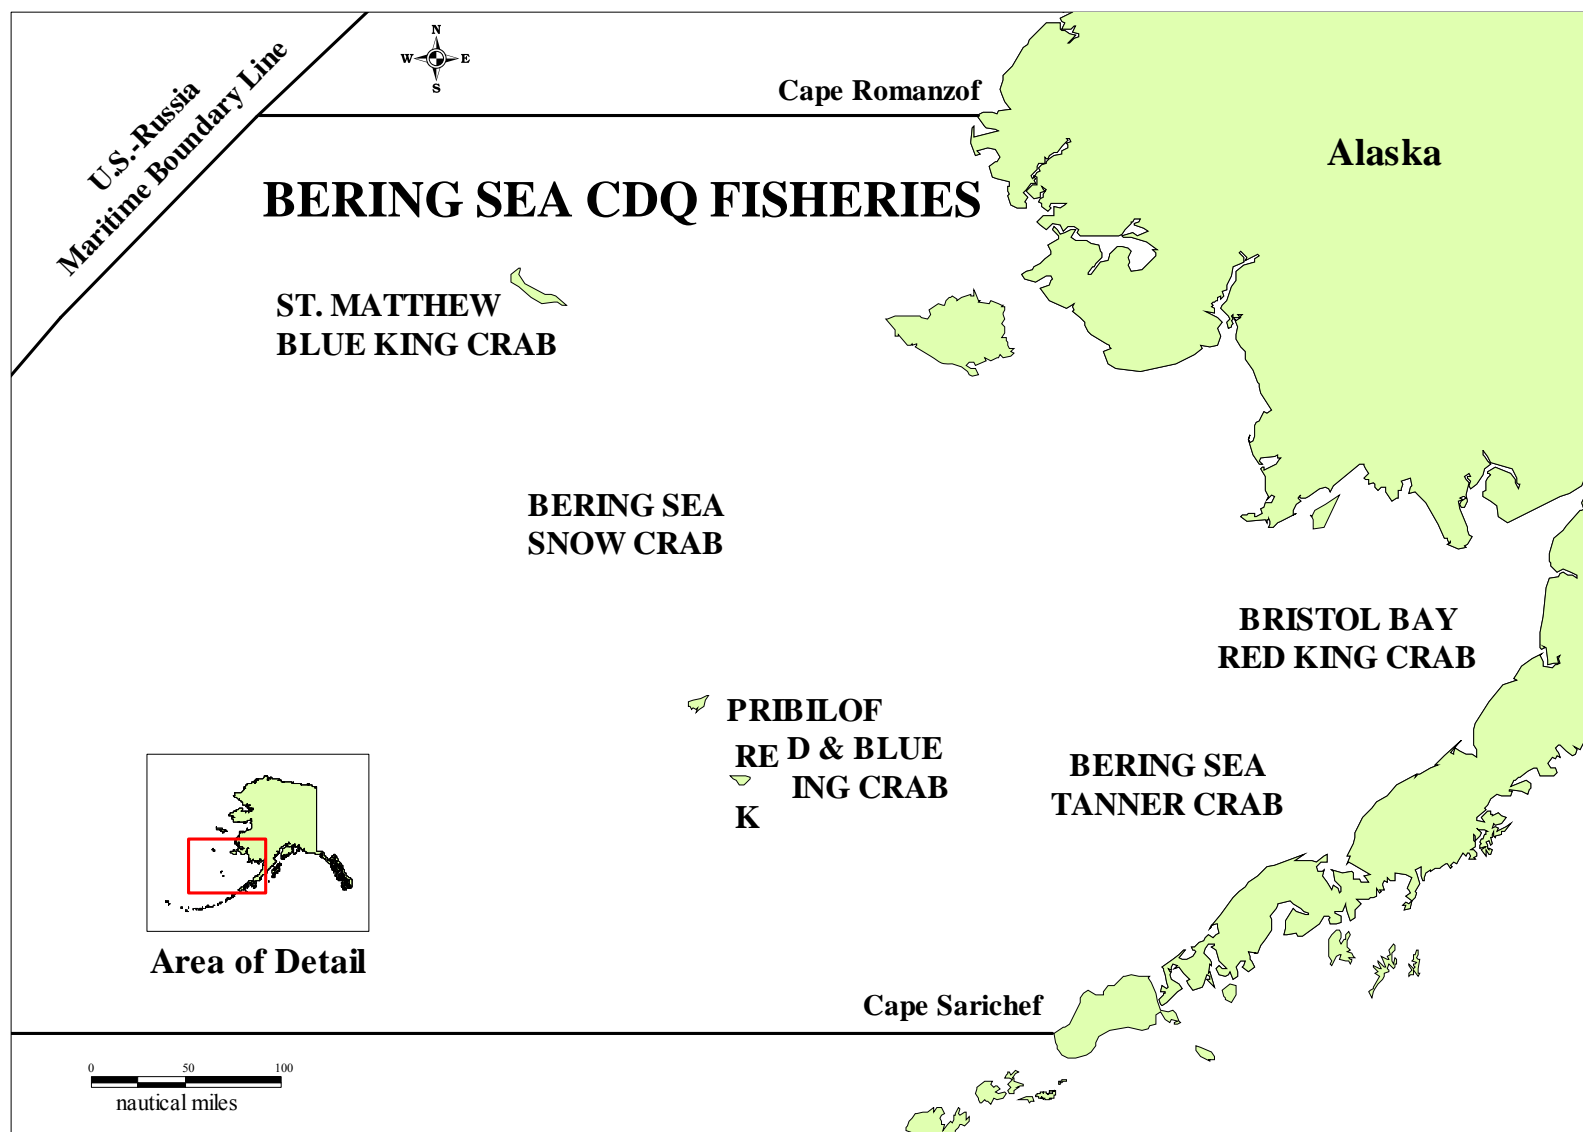 N
W E
S
U.S.-Russia
Maritime Boundary Line
Cape Romanzof
Alaska
BERING SEA CDQ FISHERIES
ST. MATTHEW
BLUE KING CRAB
BERING SEA
SNOW CRAB
BRISTOL BAY
RED KING CRAB
PRIBILOF
RED & BLUE
KING CRAB
BERING SEA
TANNER CRAB
Area of Detail
Cape Sarichef
0 50 100
nautical miles